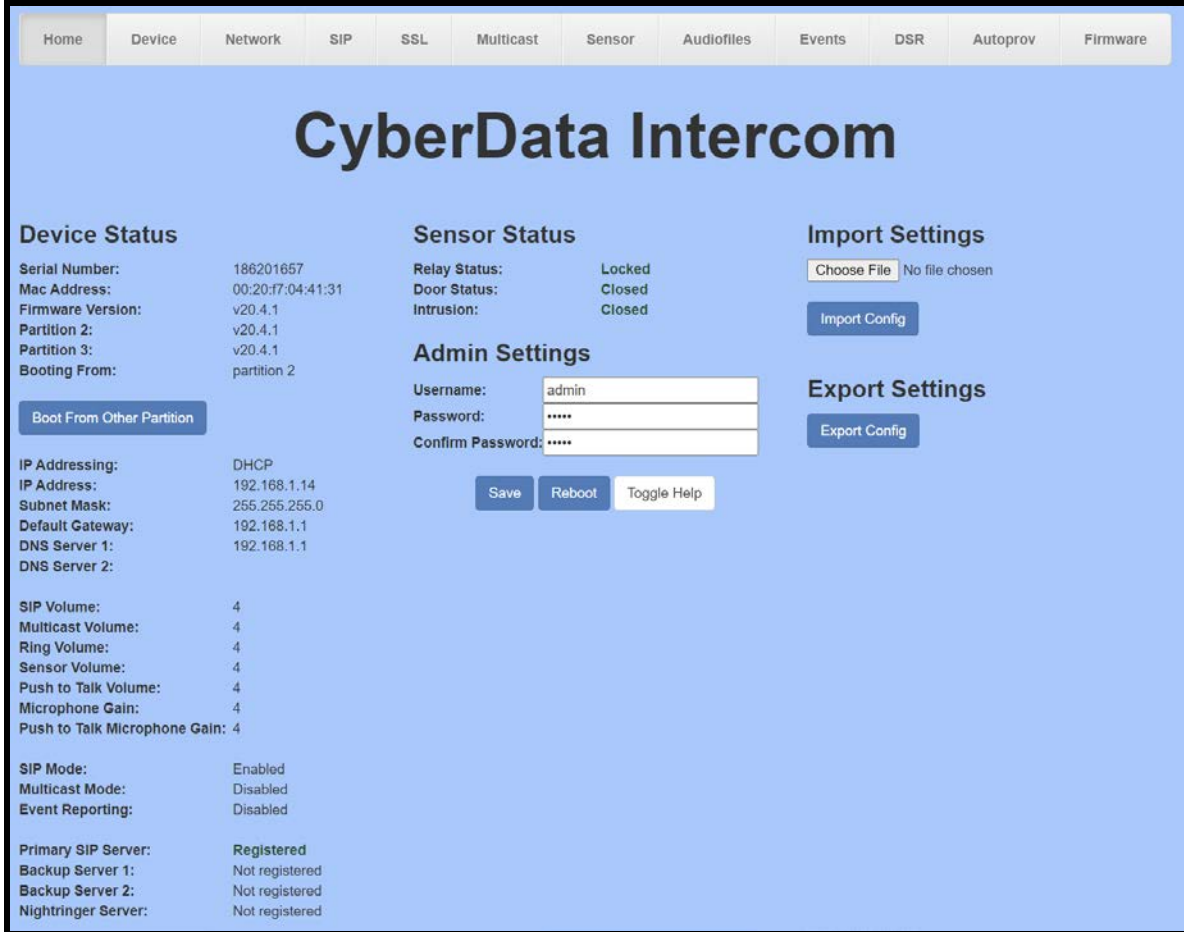 Home Device Network SIP SSL Multicast Sensor Audiofiles Events DSR Autoprov Firmware
CyberData Intercom
Device Status
Serial Number: 186201657
Mac Address: 00:20:f7:04:41:31
Firmware Version: v20.4.1
Partition 2: v20.4.1
Partition 3: v20.4.1
Booting From: partition 2
Boot From Other Partition
IP Addressing: DHCP
IP Address: 192.168.1.14
Subnet Mask: 255.255.255.0
Default Gateway: 192.168.1.1
DNS Server 1: 192.168.1.1
DNS Server 2:
SIP Volume: 4
Multicast Volume: 4
Ring Volume: 4
Sensor Volume: 4
Push to Talk Volume: 4
Microphone Gain: 4
Push to Talk Microphone Gain: 4
SIP Mode: Enabled
Multicast Mode: Disabled
Event Reporting: Disabled
Primary SIP Server: Registered
Backup Server 1: Not registered
Backup Server 2: Not registered
Nightringer Server: Not registered
Sensor Status
Relay Status: Locked
Door Status: Closed
Intrusion: Closed
Admin Settings
Username: admin
Password: •••••
Confirm Password: •••••
Save Reboot Toggle Help
Import Settings
Choose File No file chosen
Import Config
Export Settings
Export Config